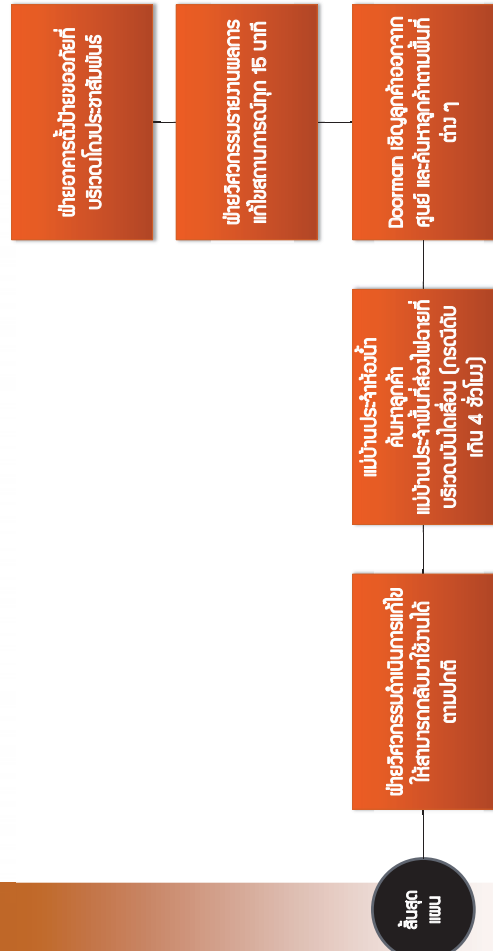 ฝ่ายอาคารตั้งป้ายขออภัยที่
บริเวณโถงประชาสัมพันธ์
ฝ่ายวิศวกรรมรายงานผลการ
แก้ไขสถานการณ์ทุก 15 นาที
Doorman เชิญลูกค้าออกจาก
ศูนย์ และค้นหาลูกค้าตามพื้นที่
ต่าง ๆ
แม่บ้านประจำห้องน้ำ
ค้นหาลูกค้า
แม่บ้านประจำพื้นที่ส่องไฟฉายที่
บริเวณบันไดเลื่อน (กรณีดับ
เกิน 4 ชั่วโมง)
ฝ่ายวิศวกรรมดำเนินการแก้ไข
ให้สามารถกลับมาใช้งานได้
ตามปกติ
สิ้นสุด
แผน